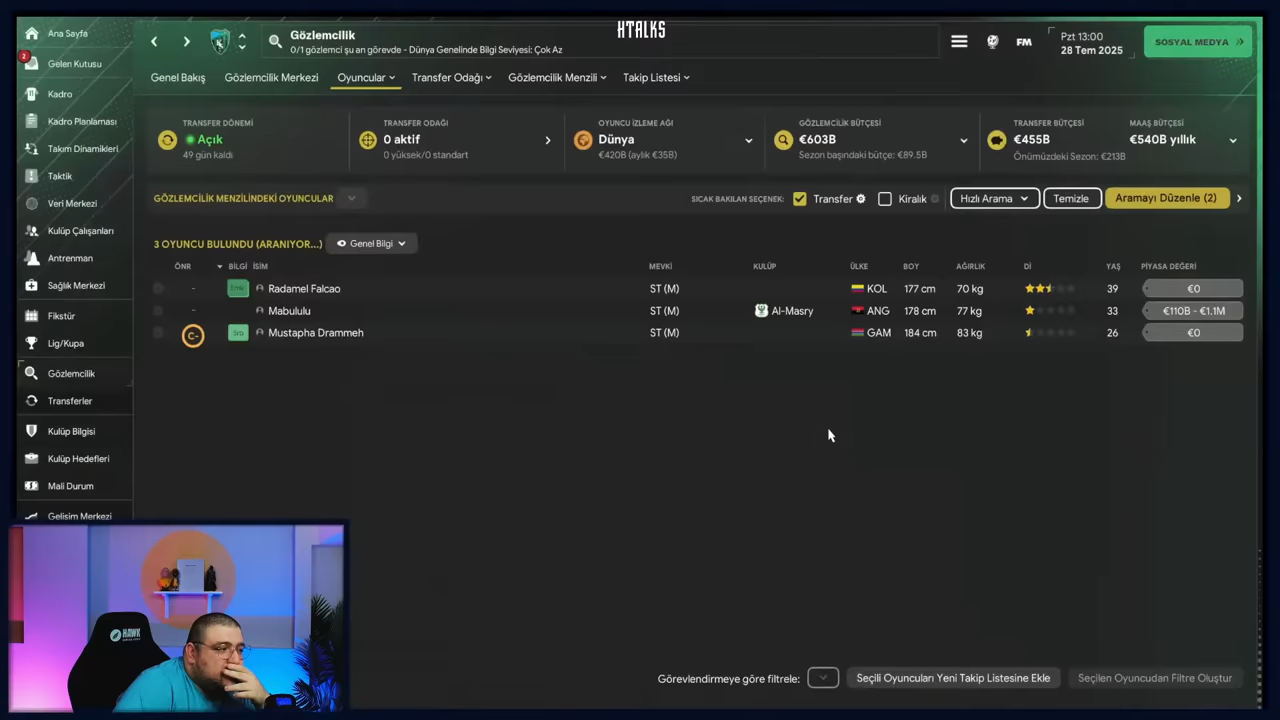 HTALKS
Ana Sayfa
2
Gelen Kutusu
Kadro
Kadro Planlaması
Takım Dinamikleri
Taktik
Veri Merkezi
Kulüp Çalışanları
Antrenman
Sağlık Merkezi
Fikstür
Lig/Kupa
Gözlemcilik
Transferler
Kulüp Bilgisi
Kulüp Hedefleri
Mali Durum
Gelişim Merkezi
Gözlemcilik
0/1 gözlemci şu an görevde - Dünya Genelinde Bilgi Seviyesi: Çok Az
FM
Pzt 13:00
28 Tem 2025
SOSYAL MEDYA
Genel Bakış Gözlemcilik Merkezi Oyuncular Transfer Odağı Gözlemcilik Menzili Takip Listesi
TRANSFER DÖNEMİ
Açık
49 gün kaldı
TRANSFER ODAĞI
0 aktif
0 yüksek/0 standart
OYUNCU İZLEME AĞI
Dünya
€420B (aylık €35B)
GÖZLEMCİLİK BÜTÇESİ
€603B
Sezon başındaki bütçe: €89.5B
TRANSFER BÜTÇESİ
€455B
Önümüzdeki Sezon: €213B
MAAŞ BÜTÇESİ
€540B yıllık
GÖZLEMCİLİK MENZİLİNDEKİ OYUNCULAR
SICAK BAKILAN SEÇENEK: Transfer Kiralık Hızlı Arama Temizle Aramayı Düzenle (2)
3 OYUNCU BULUNDU (ARANIYOR...) Genel Bilgi
ÖNR BİLGİ İSİM MEVKİ KULÜP ÜLKE BOY AĞIRLIK Dİ YAŞ PİYASA DEĞERİ
- Radamel Falcao ST (M) KOL 177 cm 70 kg 39 €0
- Mabululu ST (M) Al-Masry ANG 178 cm 77 kg 33 €110B - €1.1M
C- Srb Mustapha Drammeh ST (M) GAM 184 cm 83 kg 26 €0
HAWK
Görevlendirmeye göre filtrele: Seçili Oyuncuları Yeni Takip Listesine Ekle Seçilen Oyuncudan Filtre Oluştur